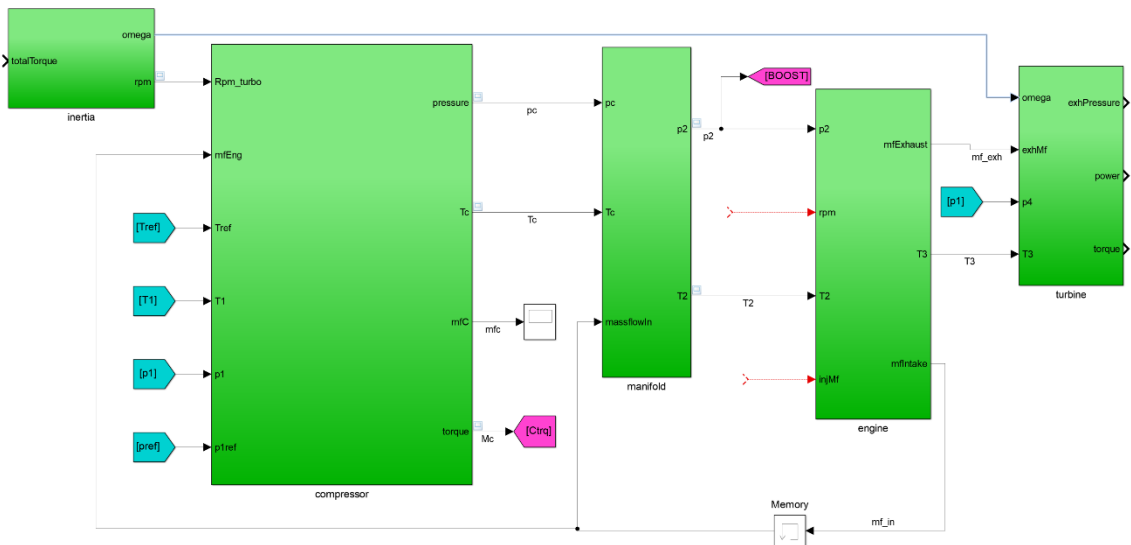 omega
totalTorque
rpm
inertia
Rpm_turbo
mfEng
[Tref]
Tref
[T1]
T1
[p1]
p1
[pref]
p1ref
pressure
Tc
mfC
torque
compressor
pc
Tc
mfc
Mc
[Ctrq]
pc
Tc
massflowIn
p2
T2
manifold
p2
[BOOST]
T2
p2
rpm
T2
injMf
mfExhaust
T3
mfIntake
engine
mf_exh
[p1]
T3
omega
exhMf
p4
T3
exhPressure
power
torque
turbine
Memory
mf_in